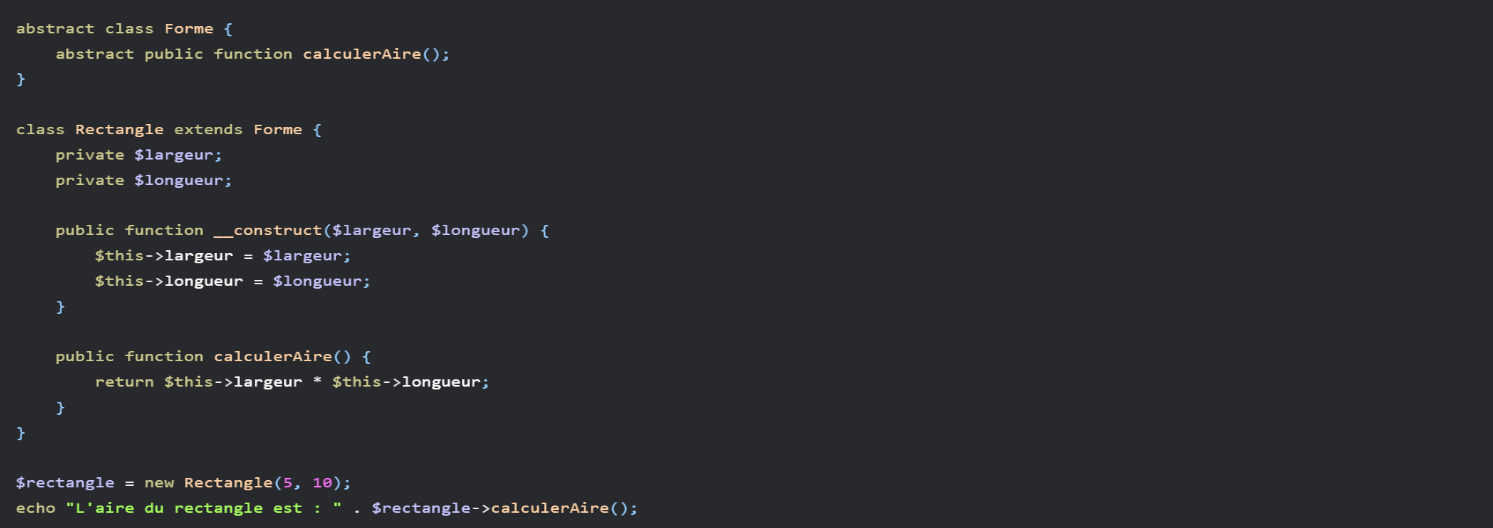 abstract class Forme {
    abstract public function calculerAire();
}

class Rectangle extends Forme {
    private $largeur;
    private $longueur;

    public function __construct($largeur, $longueur) {
        $this->largeur = $largeur;
        $this->longueur = $longueur;
    }

    public function calculerAire() {
        return $this->largeur * $this->longueur;
    }
}

$rectangle = new Rectangle(5, 10);
echo "L'aire du rectangle est : " . $rectangle->calculerAire();